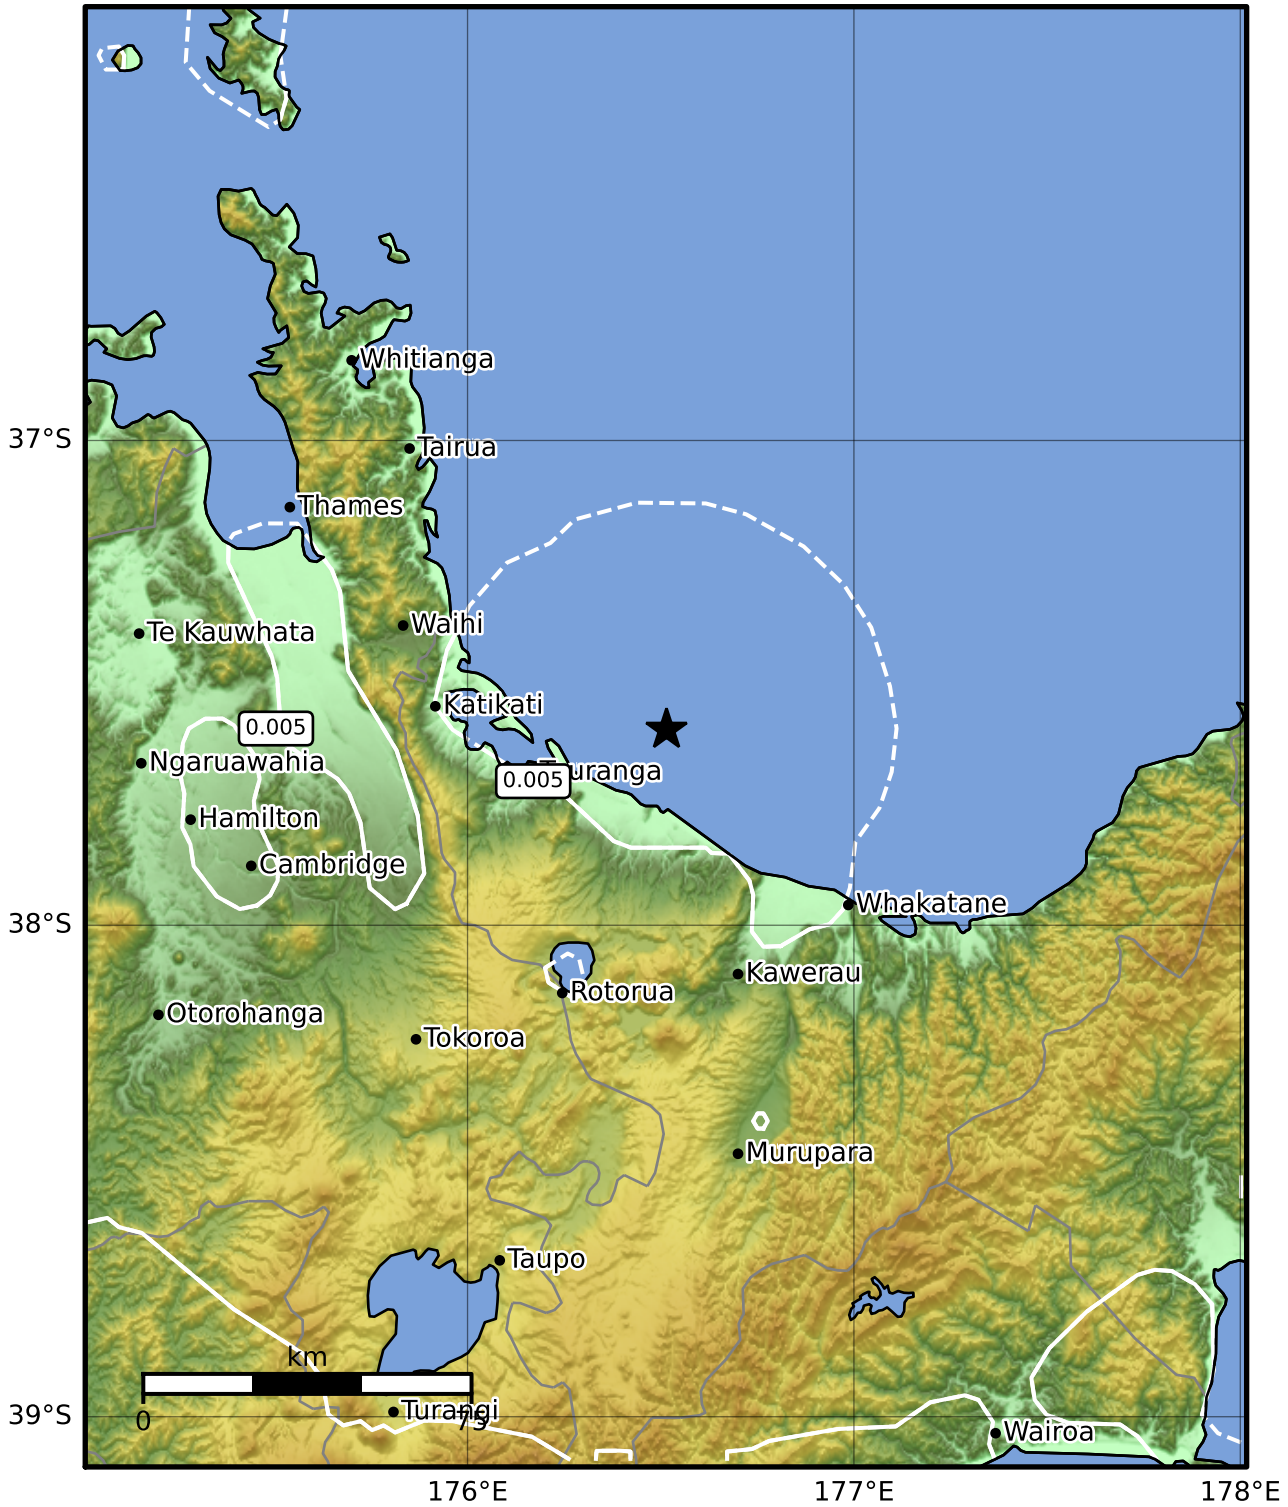 Whitianga
37°S
Tairua
Thames
Waihi
Te Kauwhata
Katikati
0.005
Ngaruawahia
Tauranga
0.005
Hamilton
Cambridge
Whakatane
38°S
Kawerau
Rotorua
Otorohanga
Tokoroa
Murupara
Taupo
km
0
75
Turangi
39°S
Wairoa
176°E
177°E
178°E